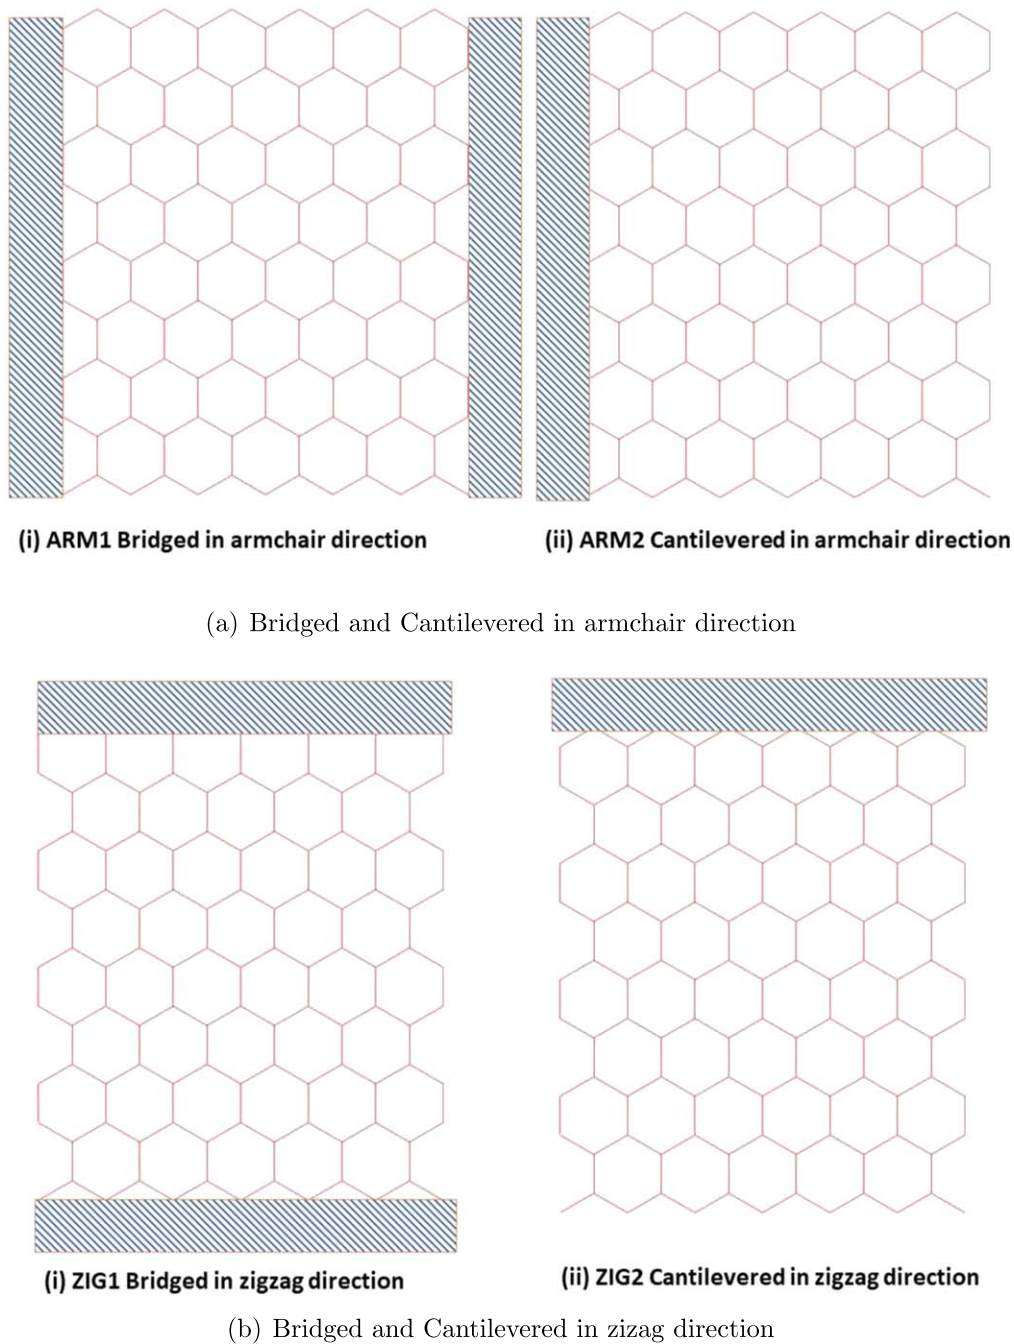 (i) ARM1 Bridged in armchair direction
(ii) ARM2 Cantilevered in armchair direction
(a) Bridged and Cantilevered in armchair direction
(i) ZIG1 Bridged in zigzag direction
(ii) ZIG2 Cantilevered in zigzag direction
(b) Bridged and Cantilevered in zizag direction